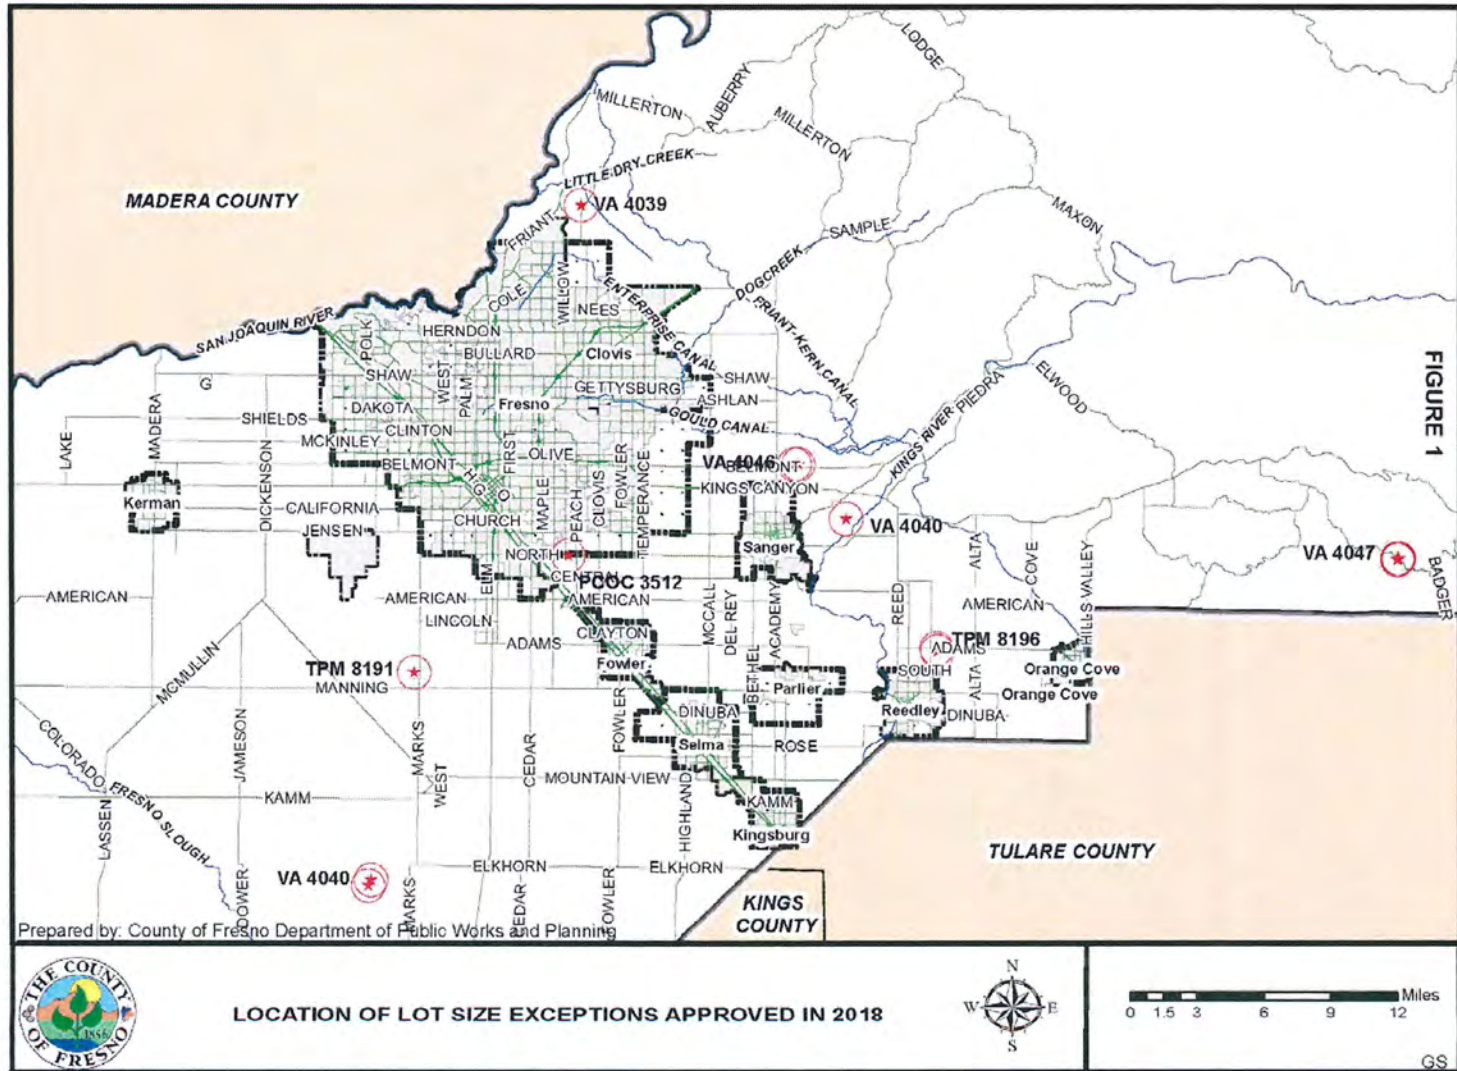 LODGE
AUBERRY
MILLERTON
MILLERTON
LITTLE DRY CREEK
MADERA COUNTY
VA 4039
FRIANT
SAMPLE
MAXON
DOGCREEK
WILLOW
ENTERPRISE CANAL
COLE
NEES
FRIANT-KERN CANAL
SAN JOAQUIN RIVER
POLK
HERNDON
BULLARD
Clovis
WEST
PALM
SHAW
GETTYSBURG
SHAW
ASHLAN
G
MADERA
DAKOTA
Fresno
GOULD CANAL
KINGS RIVER
PIEDRA
ELWOOD
FIGURE 1
SHIELDS
CLINTON
MCKINLEY
LAKE
FIRST
OLIVE
BELMONT
FOWLER
VA 4046
BELMONT
KINGS CANYON
DICKENSON
Kerman
CALIFORNIA
JENSEN
CHURCH
MAPLE
PEACH
CLOVIS
TEMPERANCE
VA 4040
Sanger
ALTA
COVE
HILLS VALLEY
VA 4047
BADGER
NORTH
CENTRAL
PCOC 3512
ELM
AMERICAN
AMERICAN
AMERICAN
AMERICAN
LINCOLN
ADAMS
CLAYTON
MCCALL
DEL REY
ACADEMY
REED
TPM 8196
ADAMS
SOUTH
Orange Cove
Orange Cove
MCMULLIN
TPM 8191
MANNING
Fowler
BETHEL
Parlier
ALTA
Reedley
DINUBA
DINUBA
FOWLER
COLORADO
JAMESON
MARKS
CEDAR
Selma
ROSE
WEST
MOUNTAIN VIEW
FRESNO SLOUGH
KAMM
HIGHLAND
KAMM
Kingsburg
LASSEN
TULARE COUNTY
VA 4040
ELKHORN
ELKHORN
DOWER
MARKS
CEDAR
FOWLER
KINGS
COUNTY
Prepared by: County of Fresno Department of Public Works and Planning
THE COUNTY
OF FRESNO
1856
LOCATION OF LOT SIZE EXCEPTIONS APPROVED IN 2018
N
W E
S
Miles
0 1.5 3 6 9 12
GS